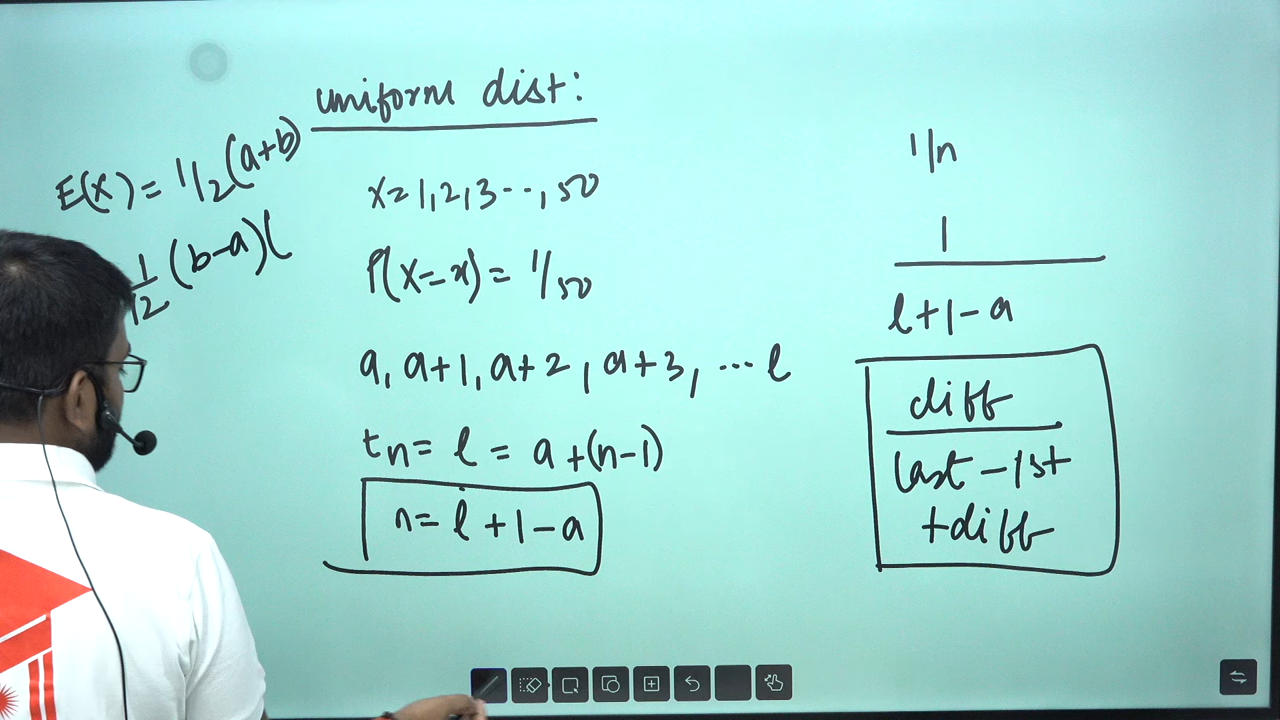 uniform dist:
E(x) = 1/2(a+b)
1/12 (b-a)(
x = 1,2,3--,50
P(X=x) = 1/50
a, a+1, a+2, a+3, ... l
tn = l = a+(n-1)
n = l+1-a
1/n
1
l+1-a
diff
last - 1st
+diff